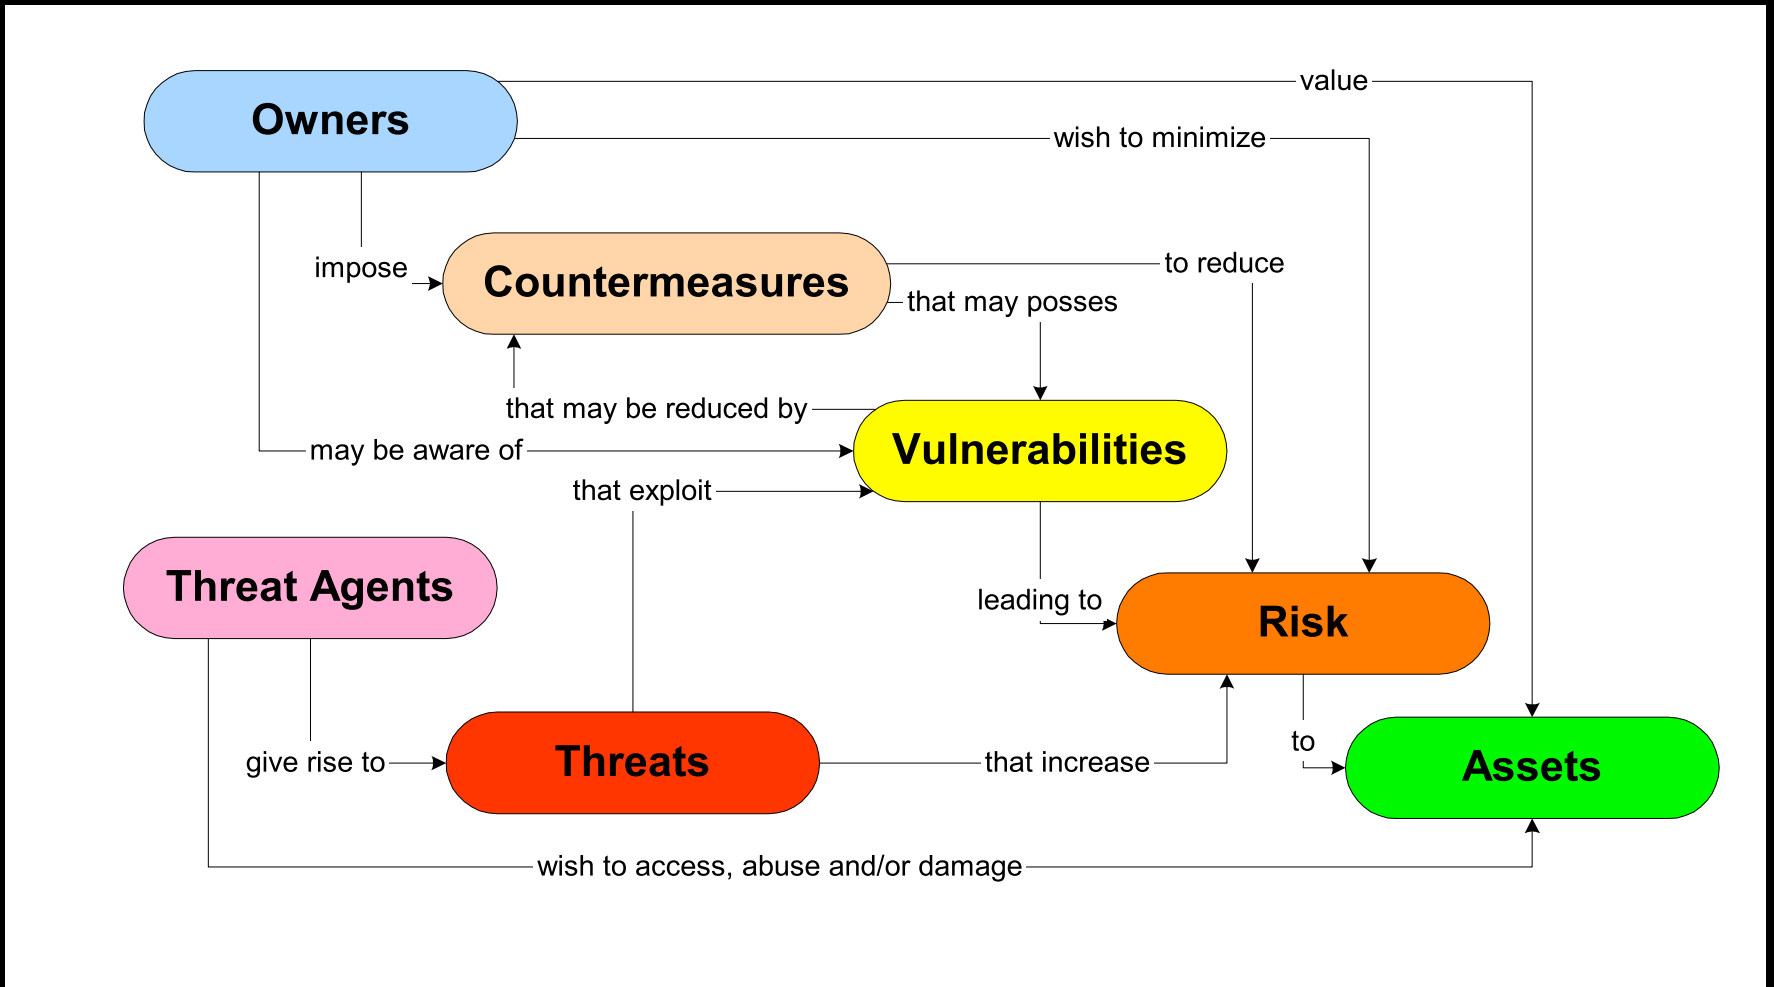 value
Owners
wish to minimize
impose
Countermeasures
to reduce
that may posses
that may be reduced by
may be aware of
Vulnerabilities
that exploit
Threat Agents
leading to
Risk
give rise to
Threats
that increase
to
Assets
wish to access, abuse and/or damage